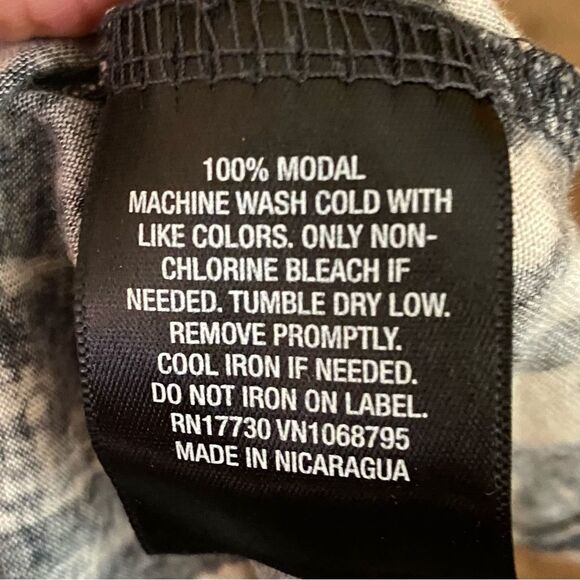 100% MODAL
MACHINE WASH COLD WITH
LIKE COLORS. ONLY NON-
CHLORINE BLEACH IF
NEEDED. TUMBLE DRY LOW.
REMOVE PROMPTLY.
COOL IRON IF NEEDED.
DO NOT IRON ON LABEL.
RN17730 VN1068795
MADE IN NICARAGUA